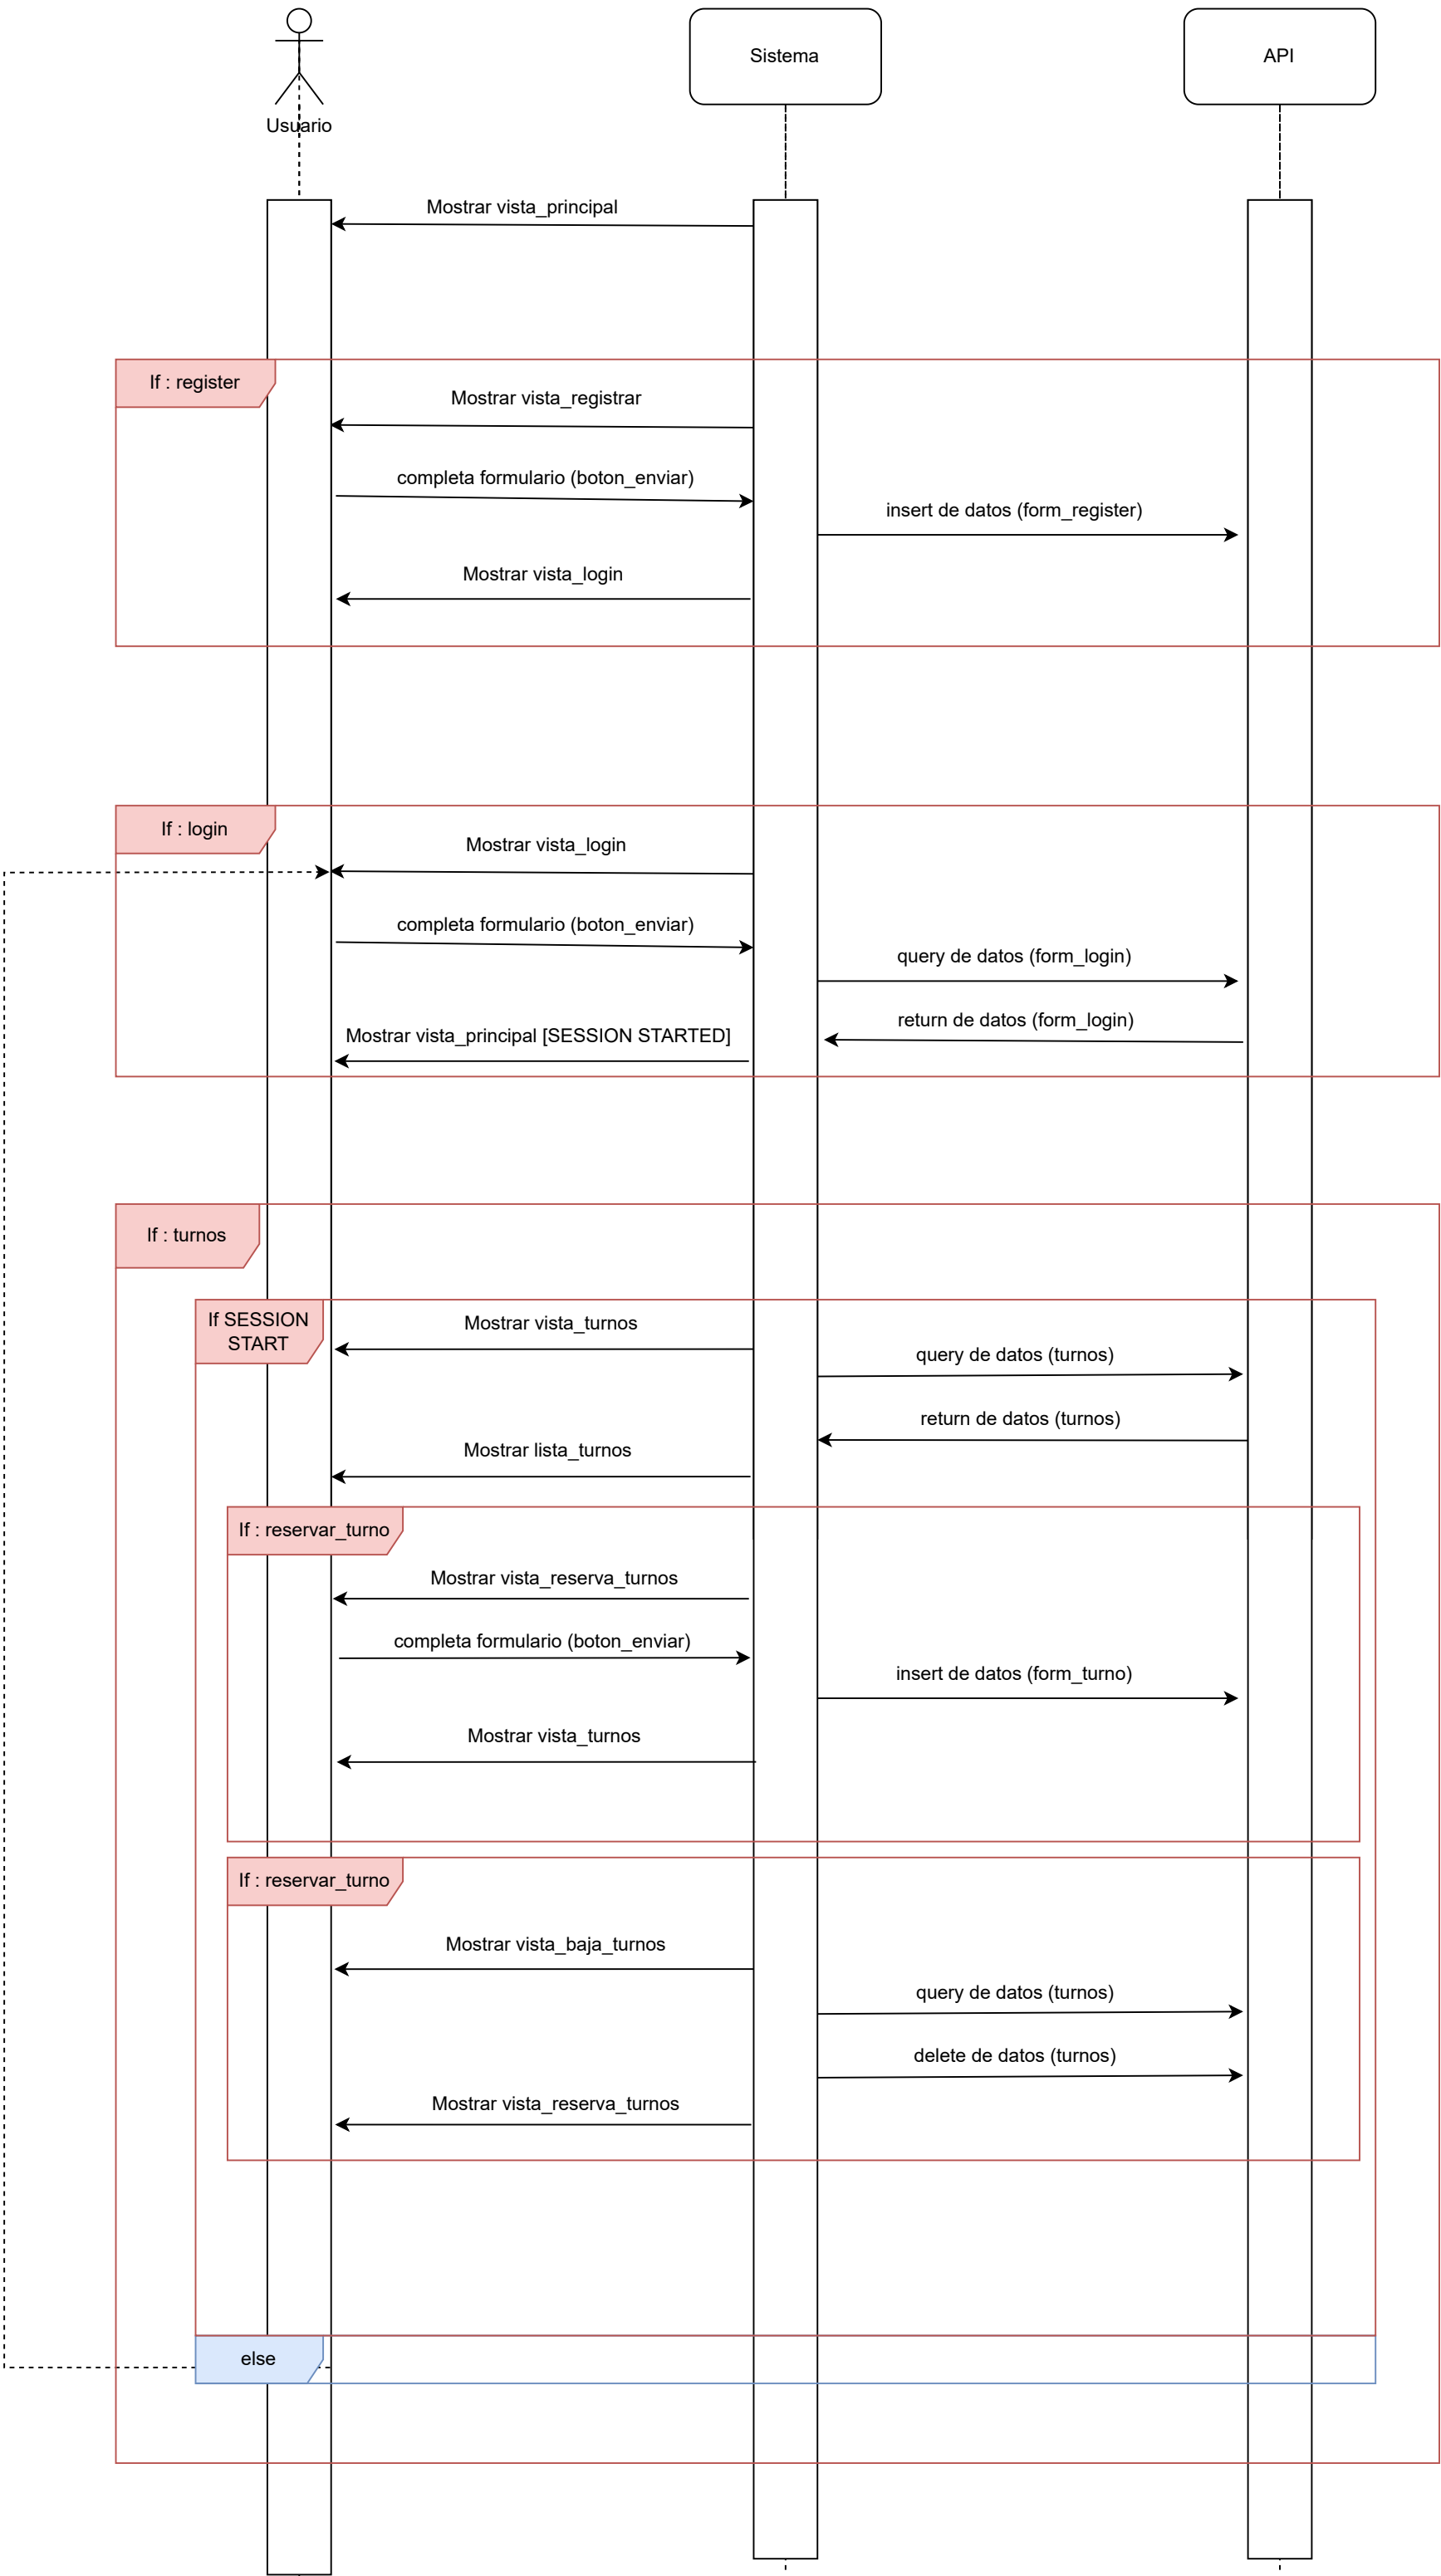 Usuario
Sistema
API
Mostrar vista_principal
If : register
Mostrar vista_registrar
completa formulario (boton_enviar)
insert de datos (form_register)
Mostrar vista_login
If : login
Mostrar vista_login
completa formulario (boton_enviar)
query de datos (form_login)
return de datos (form_login)
Mostrar vista_principal [SESSION STARTED]
If : turnos
If SESSION
START
Mostrar vista_turnos
query de datos (turnos)
return de datos (turnos)
Mostrar lista_turnos
If : reservar_turno
Mostrar vista_reserva_turnos
completa formulario (boton_enviar)
insert de datos (form_turno)
Mostrar vista_turnos
If : reservar_turno
Mostrar vista_baja_turnos
query de datos (turnos)
delete de datos (turnos)
Mostrar vista_reserva_turnos
else